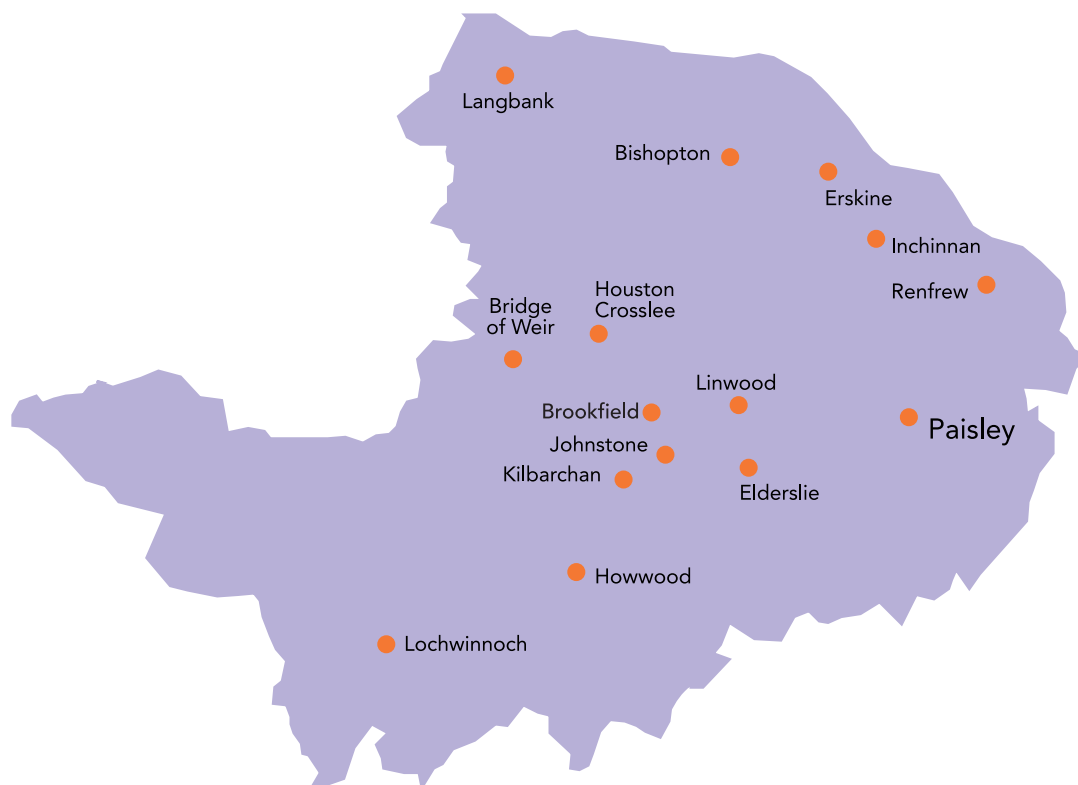 Langbank
Bishopton
Erskine
Inchinnan
Renfrew
Houston
Crosslee
Bridge
of Weir
Linwood
Brookfield
Paisley
Johnstone
Kilbarchan
Elderslie
Howwood
Lochwinnoch